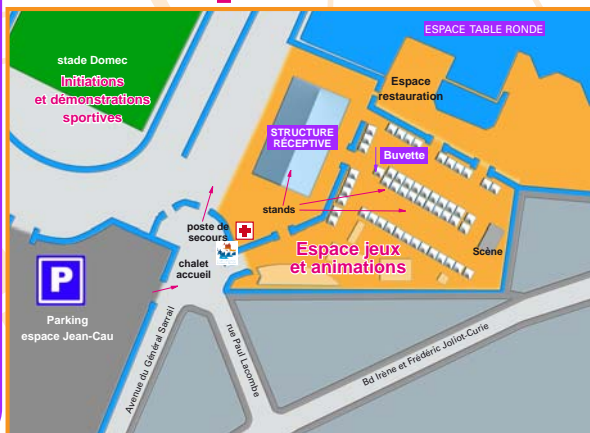 ESPACE TABLE RONDE
stade Domec
Initiations
et démonstrations
sportives
Espace
restauration
STRUCTURE
RÉCEPTIVE
Buvette
stands
poste de
secours
Espace jeux
et animations
Scène
chalet
accueil
P
Parking
espace Jean-Cau
Avenue du Général Sarrail
rue Paul Lacombe
Bd Irène et Frédéric Joliot-Curie